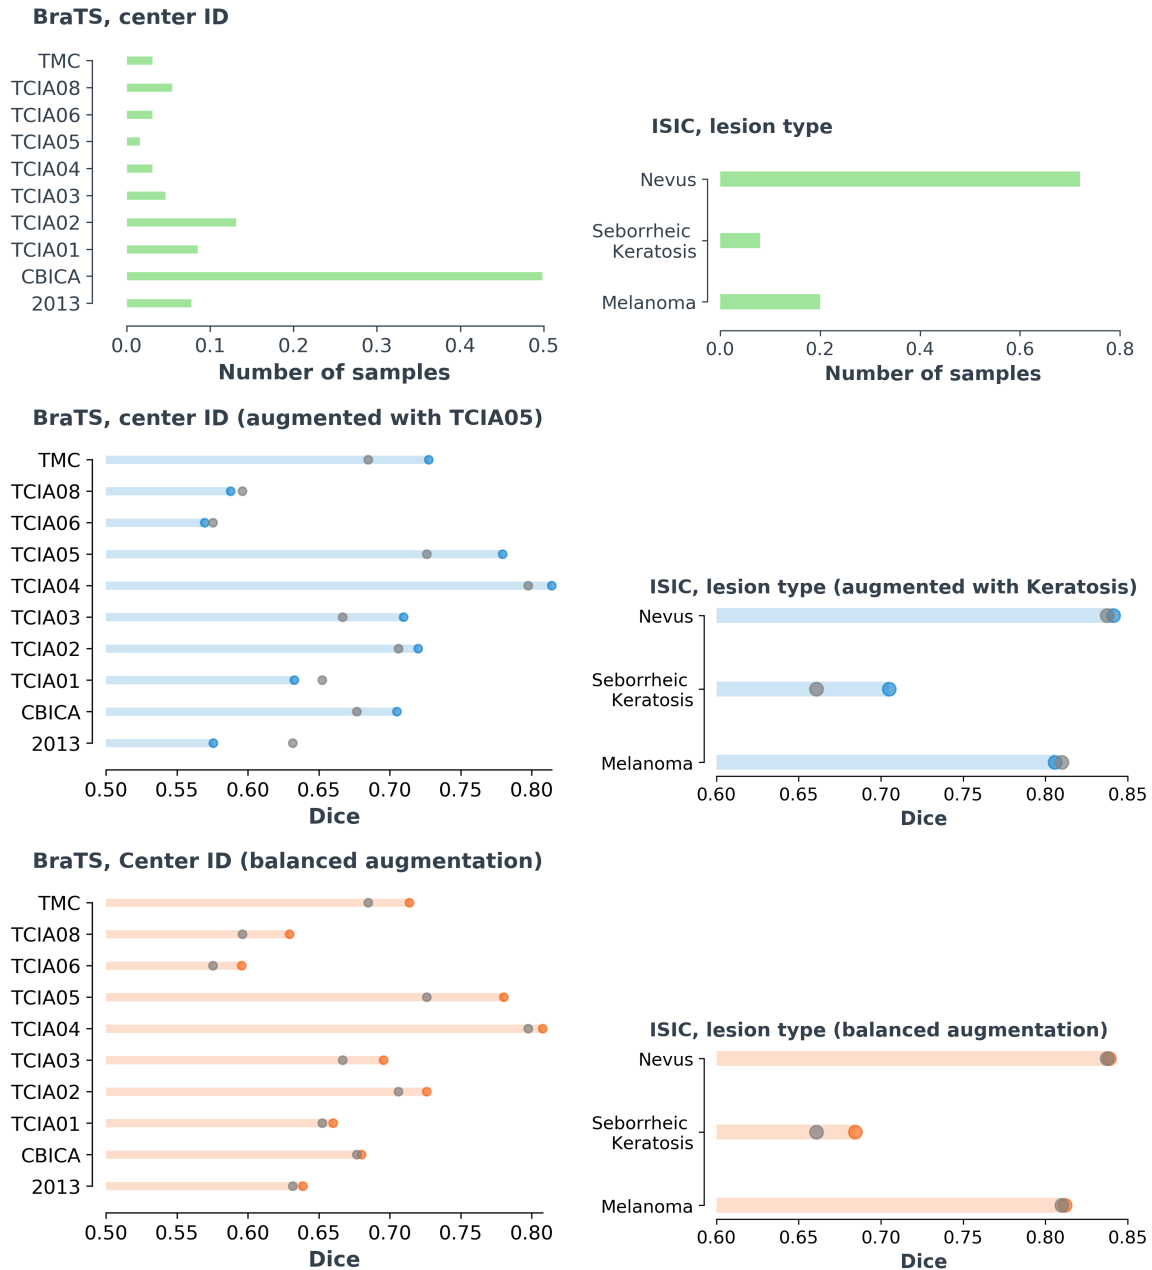 BraTS, center ID
TMC
TCIA08
TCIA06
TCIA05
TCIA04
TCIA03
TCIA02
TCIA01
CBICA
2013
0.0 0.1 0.2 0.3 0.4 0.5
Number of samples
ISIC, lesion type
Nevus
Seborrheic
Keratosis
Melanoma
0.0 0.2 0.4 0.6 0.8
Number of samples
BraTS, center ID (augmented with TCIA05)
TMC
TCIA08
TCIA06
TCIA05
TCIA04
TCIA03
TCIA02
TCIA01
CBICA
2013
0.50 0.55 0.60 0.65 0.70 0.75 0.80
Dice
ISIC, lesion type (augmented with Keratosis)
Nevus
Seborrheic
Keratosis
Melanoma
0.60 0.65 0.70 0.75 0.80 0.85
Dice
BraTS, Center ID (balanced augmentation)
TMC
TCIA08
TCIA06
TCIA05
TCIA04
TCIA03
TCIA02
TCIA01
CBICA
2013
0.50 0.55 0.60 0.65 0.70 0.75 0.80
Dice
ISIC, lesion type (balanced augmentation)
Nevus
Seborrheic
Keratosis
Melanoma
0.60 0.65 0.70 0.75 0.80 0.85
Dice